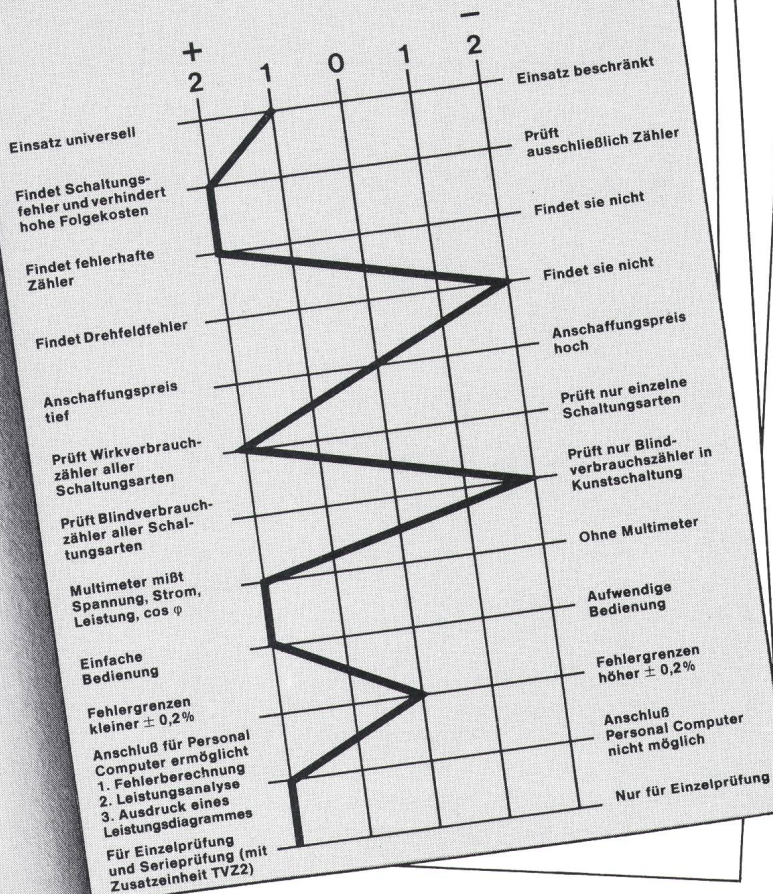 +
−
2
1
0
1
2
Einsatz universell
Einsatz beschränkt
Findet Schaltungs-
fehler und verhindert
hohe Folgekosten
Prüft
ausschließlich Zähler
Findet fehlerhafte
Zähler
Findet sie nicht
Findet Drehfeldfehler
Findet sie nicht
Anschaffungspreis
tief
Anschaffungspreis
hoch
Prüft Wirkverbrauch-
zähler aller
Schaltungsarten
Prüft nur einzelne
Schaltungsarten
Prüft Blindverbrauch-
zähler aller Schal-
tungsarten
Prüft nur Blind-
verbrauchszähler in
Kunstschaltung
Multimeter mißt
Spannung, Strom,
Leistung, cos φ
Ohne Multimeter
Einfache
Bedienung
Aufwendige
Bedienung
Fehlergrenzen
kleiner ± 0,2%
Fehlergrenzen
höher ± 0,2%
Anschluß für Personal
Computer ermöglicht
1. Fehlerberechnung
2. Leistungsanalyse
3. Ausdruck eines
Leistungsdiagrammes
Anschluß
Personal Computer
nicht möglich
Für Einzelprüfung
und Serieprüfung (mit
Zusatzeinheit TVZ2)
Nur für Einzelprüfung